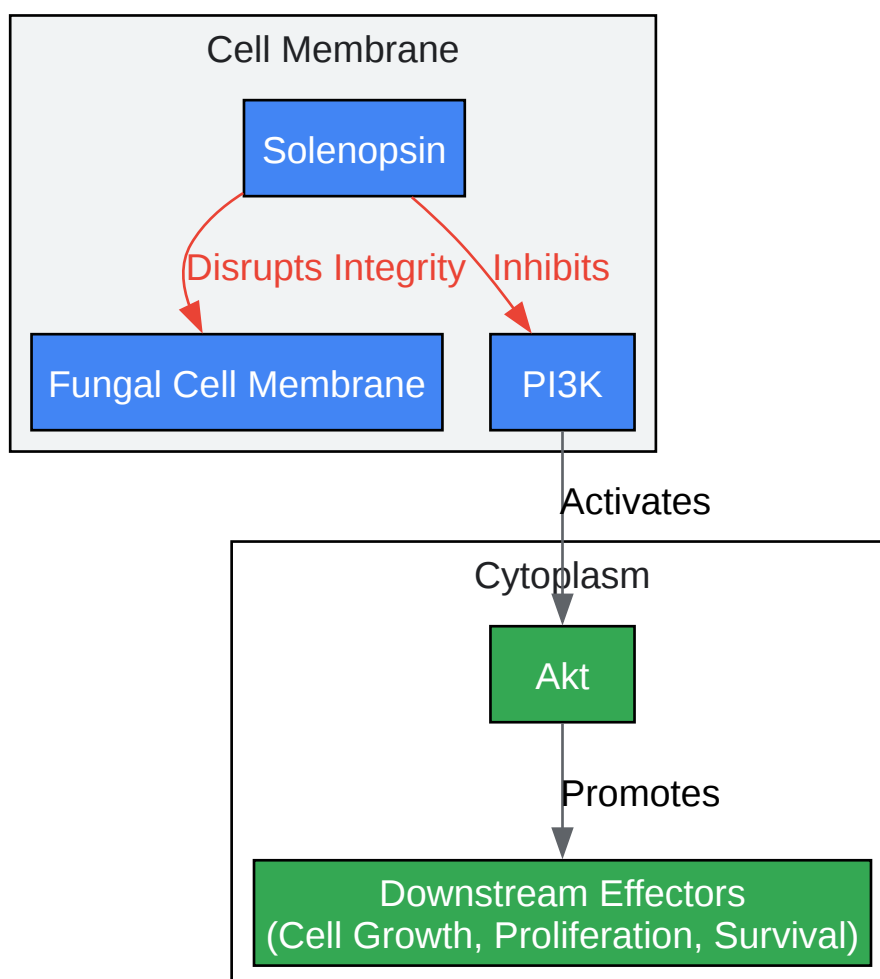 Cell Membrane
Solenopsin
Disrupts Integrity
Inhibits
Fungal Cell Membrane
PI3K
Activates
Cytoplasm
Akt
Promotes
Downstream Effectors
(Cell Growth, Proliferation, Survival)